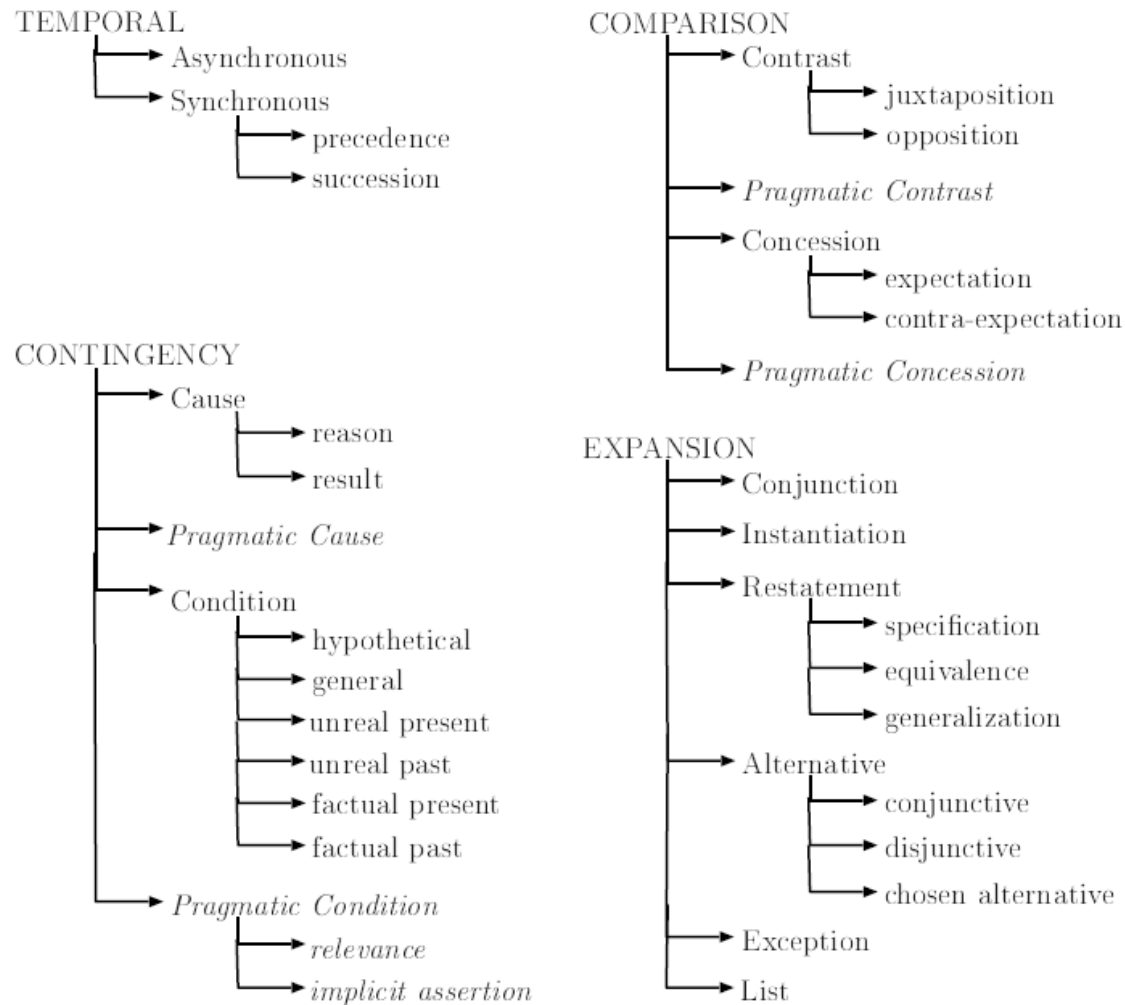 TEMPORAL
Asynchronous
Synchronous
precedence
succession
CONTINGENCY
Cause
reason
result
Pragmatic Cause
Condition
hypothetical
general
unreal present
unreal past
factual present
factual past
Pragmatic Condition
relevance
implicit assertion
COMPARISON
Contrast
juxtaposition
opposition
Pragmatic Contrast
Concession
expectation
contra-expectation
Pragmatic Concession
EXPANSION
Conjunction
Instantiation
Restatement
specification
equivalence
generalization
Alternative
conjunctive
disjunctive
chosen alternative
Exception
List